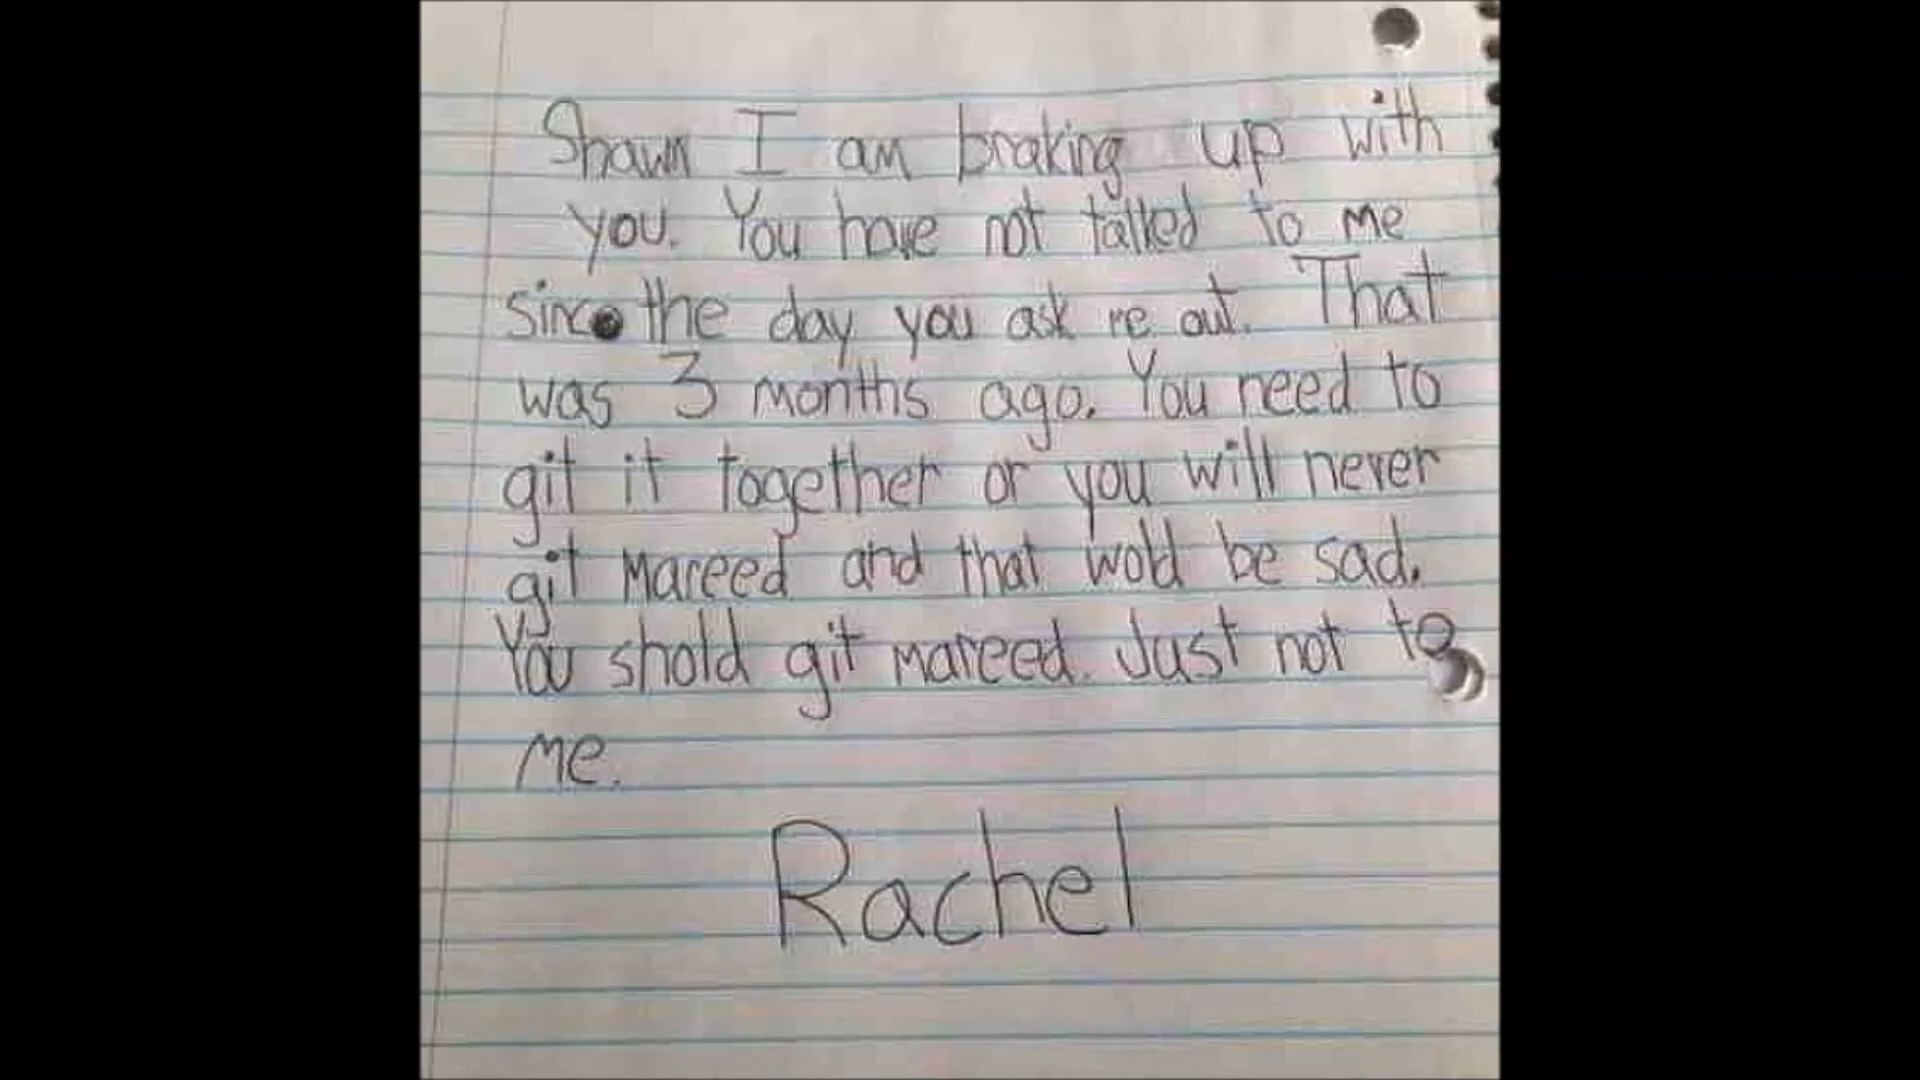 Shawn I am braking up with
you. You have not talked to me
since the day you ask me out. That
was 3 months ago. You need to
git it together or you will never
git mareed and that wold be sad.
You shold git mareed. Just not to
me.
Rachel